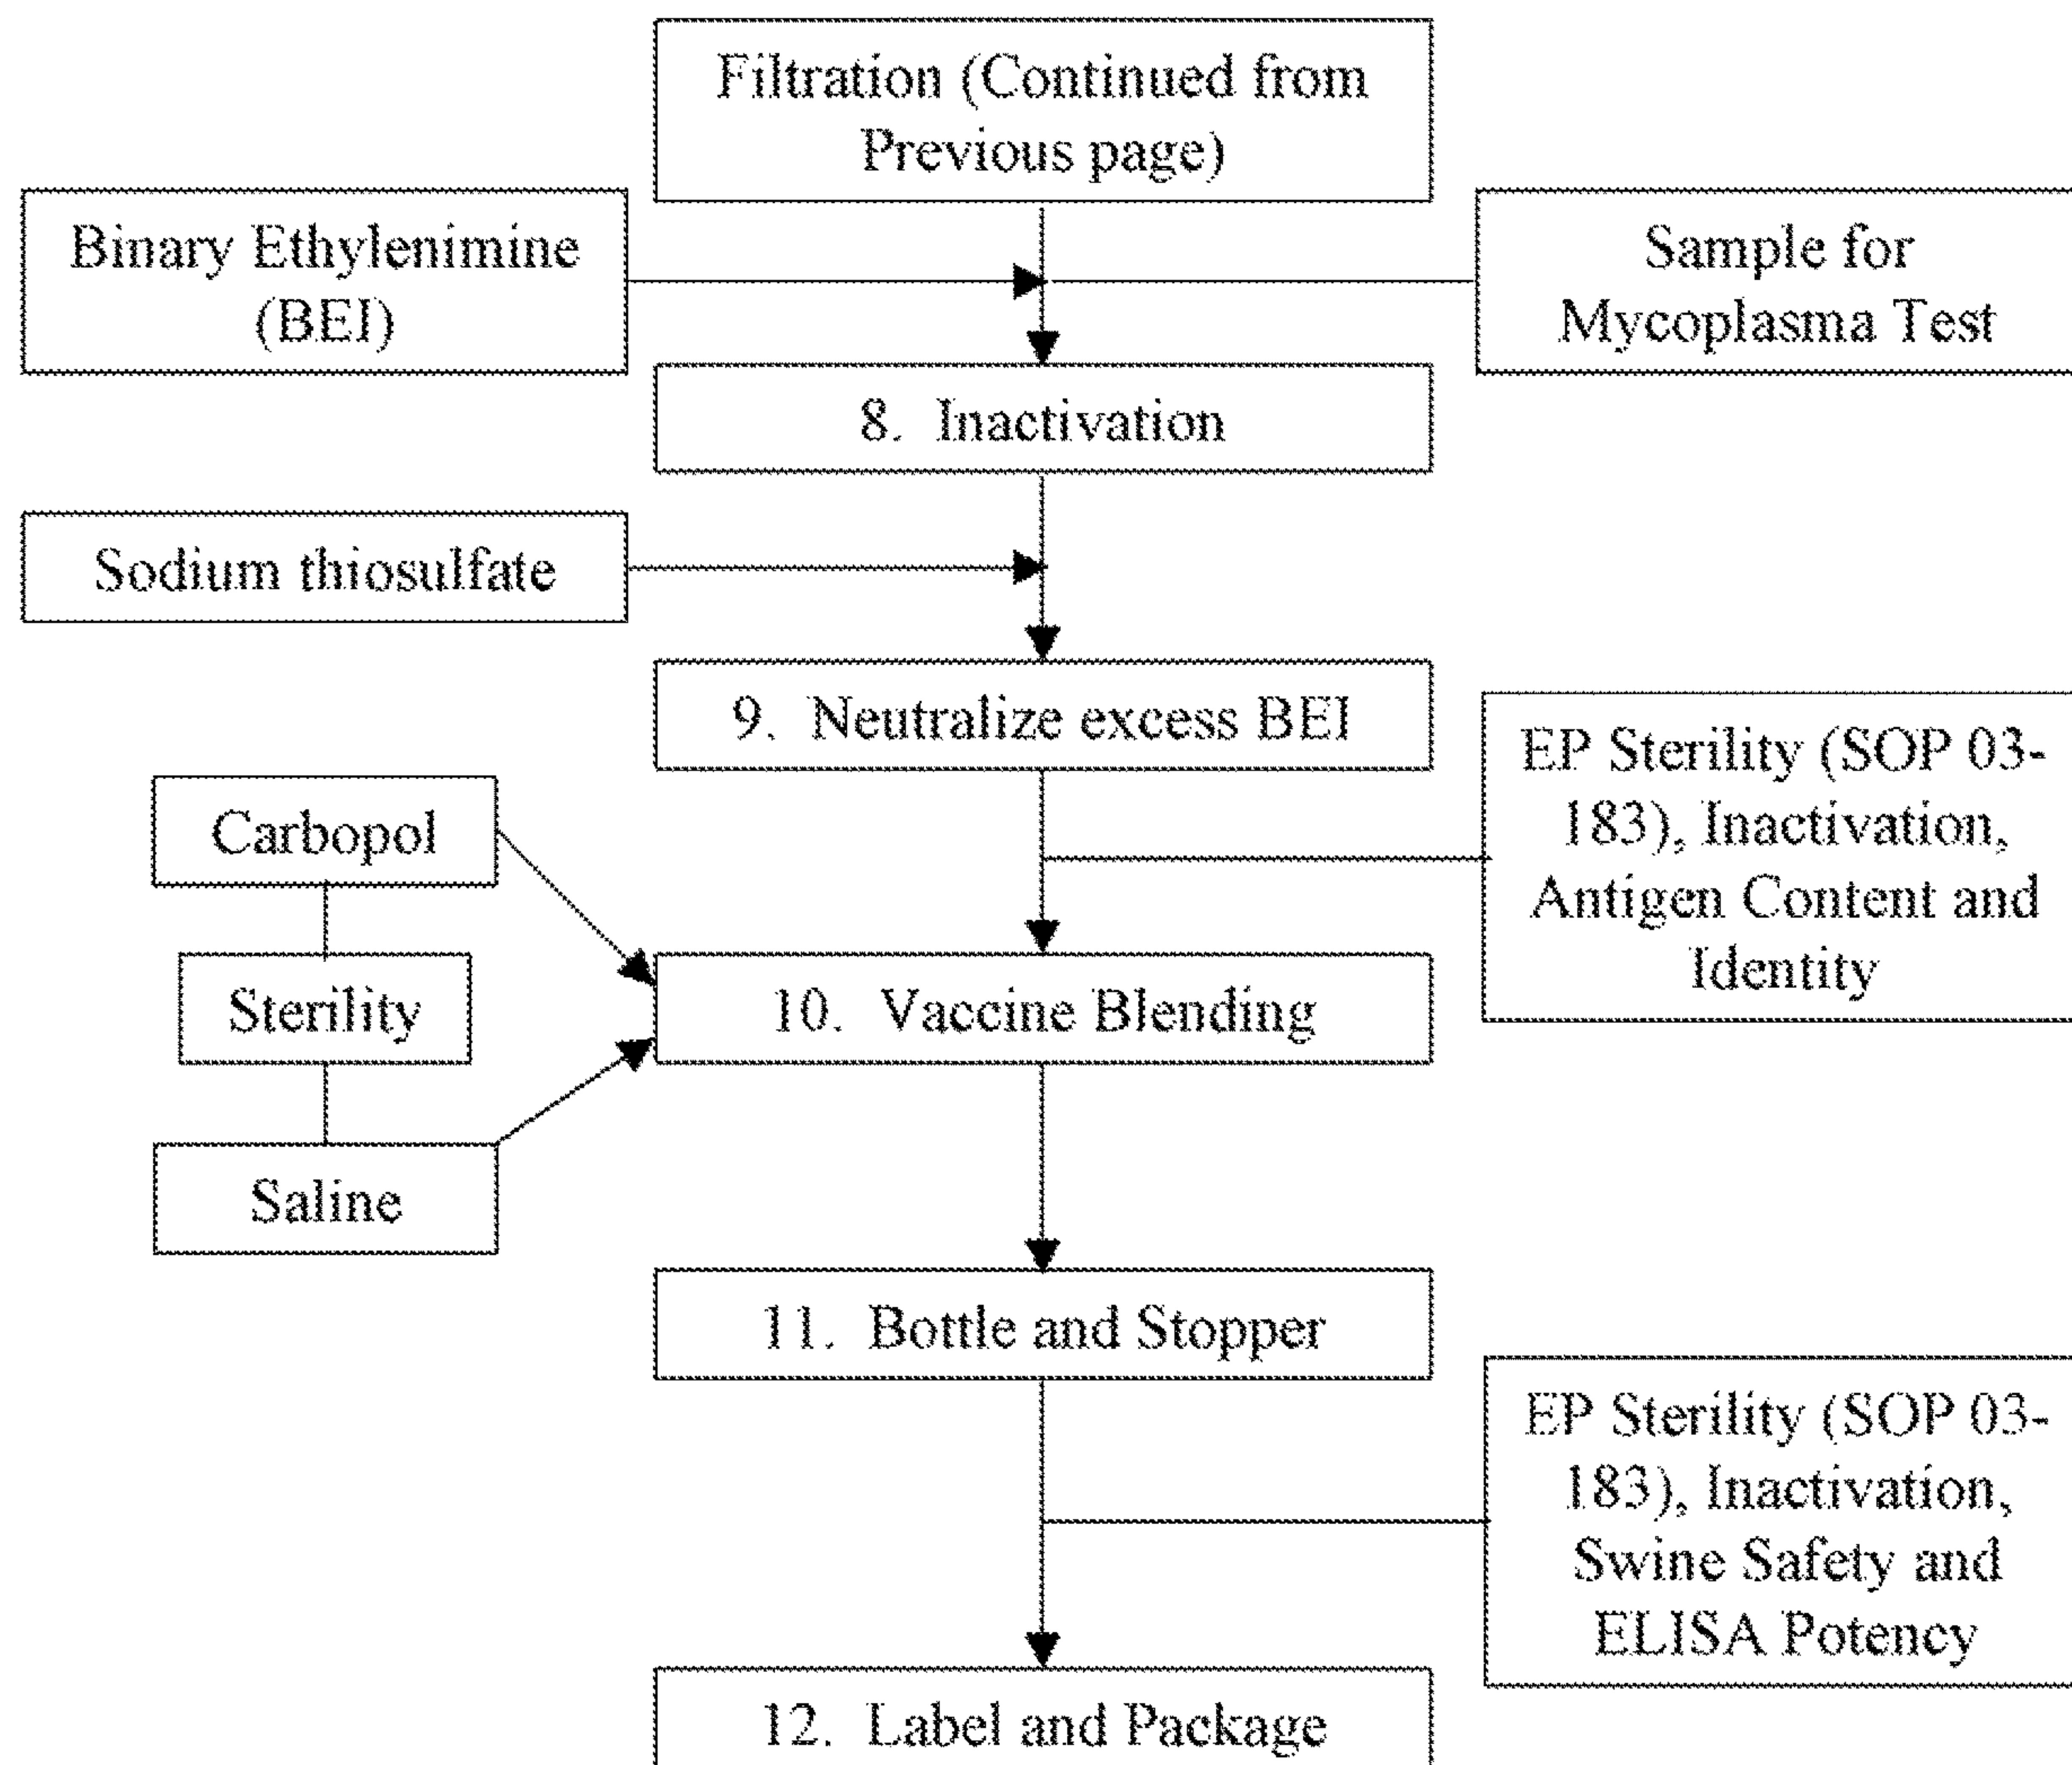 Filtration (Continued from
Previous page)
Binary Ethylenimine
(BEI)
Sample for
Mycoplasma Test
8. Inactivation
Sodium thiosulfate
9. Neutralize excess BEI
EP Sterility (SOP 03-
183), Inactivation,
Antigen Content and
Identity
Carbopol
Sterility
Saline
10. Vaccine Blending
11. Bottle and Stopper
EP Sterility (SOP 03-
183), Inactivation,
Swine Safety and
ELISA Potency
12. Label and Package